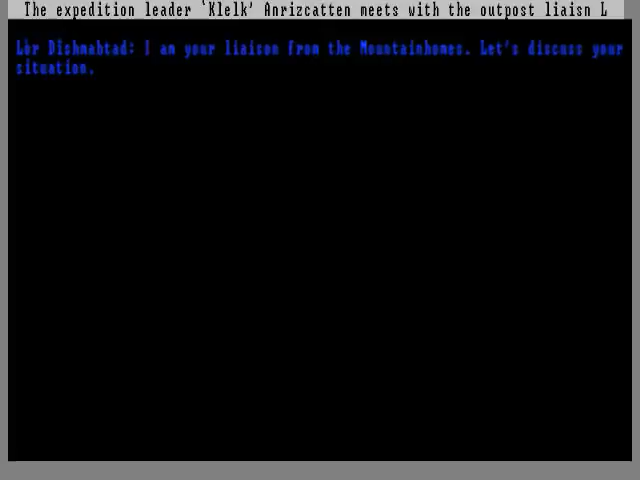 The expedition leader `Klelk' Anrizcatten meets with the outpost liaisn L
Lòr Dishmabtad: I am your liaison from the Mountainhomes. Let's discuss your
situation.